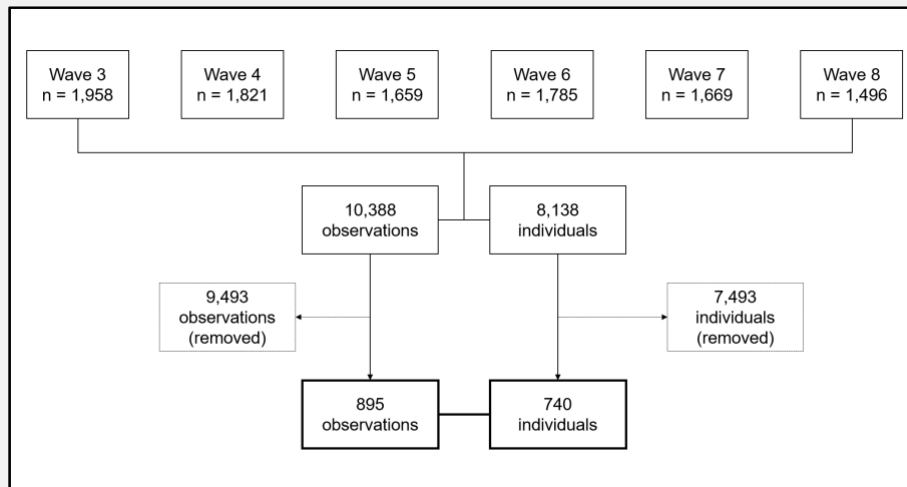 Wave 3
n = 1,958
Wave 4
n = 1,821
Wave 5
n = 1,659
Wave 6
n = 1,785
Wave 7
n = 1,669
Wave 8
n = 1,496
10,388
observations
8,138
individuals
9,493
observations
(removed)
7,493
individuals
(removed)
895
observations
740
individuals